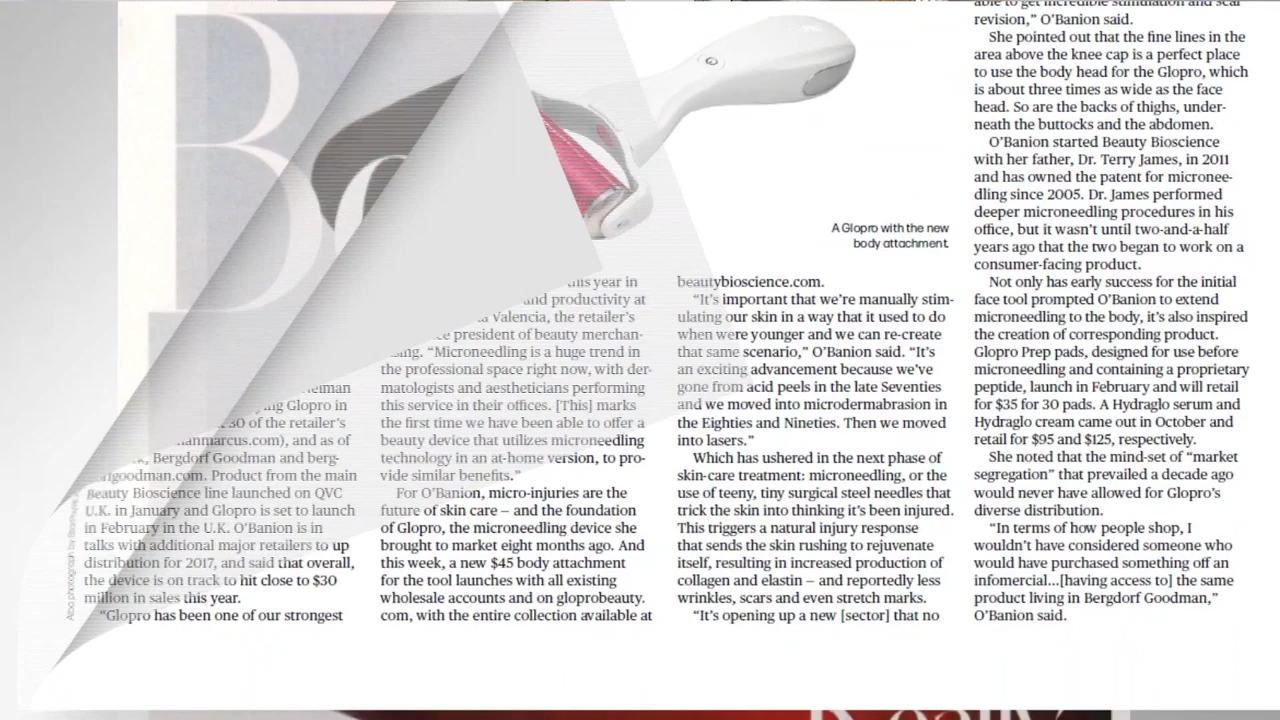 B
A Glopro with the new
body attachment.
Glopro in
30 of the retailer's
and as of
Bergdorf Goodman and berg-
Product from the main
Beauty Bioscience line launched on QVC
U.K. in January and Glopro is set to launch
in February in the U.K. O'Banion is in
talks with additional major retailers to up
distribution for 2017, and said that overall,
the device is on track to hit close to $30
million in sales this year.
"Glopro has been one of our strongest
this year in
and productivity at
Valencia, the retailer's
president of beauty merchan-
"Microneedling is a huge trend in
the professional space right now, with der-
matologists and aestheticians performing
this service in their offices. [This] marks
the first time we have been able to offer a
beauty device that utilizes microneedling
technology in an at-home version, to pro-
vide similar benefits."
For O'Banion, micro-injuries are the
future of skin care – and the foundation
of Glopro, the microneedling device she
brought to market eight months ago. And
this week, a new $45 body attachment
for the tool launches with all existing
wholesale accounts and on gloprobeauty.
com, with the entire collection available at
beautybioscience.com.
"It's important that we're manually stim-
ulating our skin in a way that it used to do
when were younger and we can re-create
that same scenario," O'Banion said. "It's
an exciting advancement because we've
gone from acid peels in the late Seventies
and we moved into microdermabrasion in
the Eighties and Nineties. Then we moved
into lasers."
Which has ushered in the next phase of
skin-care treatment: microneedling, or the
use of teeny, tiny surgical steel needles that
trick the skin into thinking it's been injured.
This triggers a natural injury response
that sends the skin rushing to rejuvenate
itself, resulting in increased production of
collagen and elastin – and reportedly less
wrinkles, scars and even stretch marks.
"It's opening up a new [sector] that no
able to get incredible stimulation and scar
revision," O'Banion said.
She pointed out that the fine lines in the
area above the knee cap is a perfect place
to use the body head for the Glopro, which
is about three times as wide as the face
head. So are the backs of thighs, under-
neath the buttocks and the abdomen.
O'Banion started Beauty Bioscience
with her father, Dr. Terry James, in 2011
and has owned the patent for micronee-
dling since 2005. Dr. James performed
deeper microneedling procedures in his
office, but it wasn't until two-and-a-half
years ago that the two began to work on a
consumer-facing product.
Not only has early success for the initial
face tool prompted O'Banion to extend
microneedling to the body, it's also inspired
the creation of corresponding product.
Glopro Prep pads, designed for use before
microneedling and containing a proprietary
peptide, launch in February and will retail
for $35 for 30 pads. A Hydraglo serum and
Hydraglo cream came out in October and
retail for $95 and $125, respectively.
She noted that the mind-set of "market
segregation" that prevailed a decade ago
would never have allowed for Glopro's
diverse distribution.
"In terms of how people shop, I
wouldn't have considered someone who
would have purchased something off an
infomercial...[having access to] the same
product living in Bergdorf Goodman,"
O'Banion said.